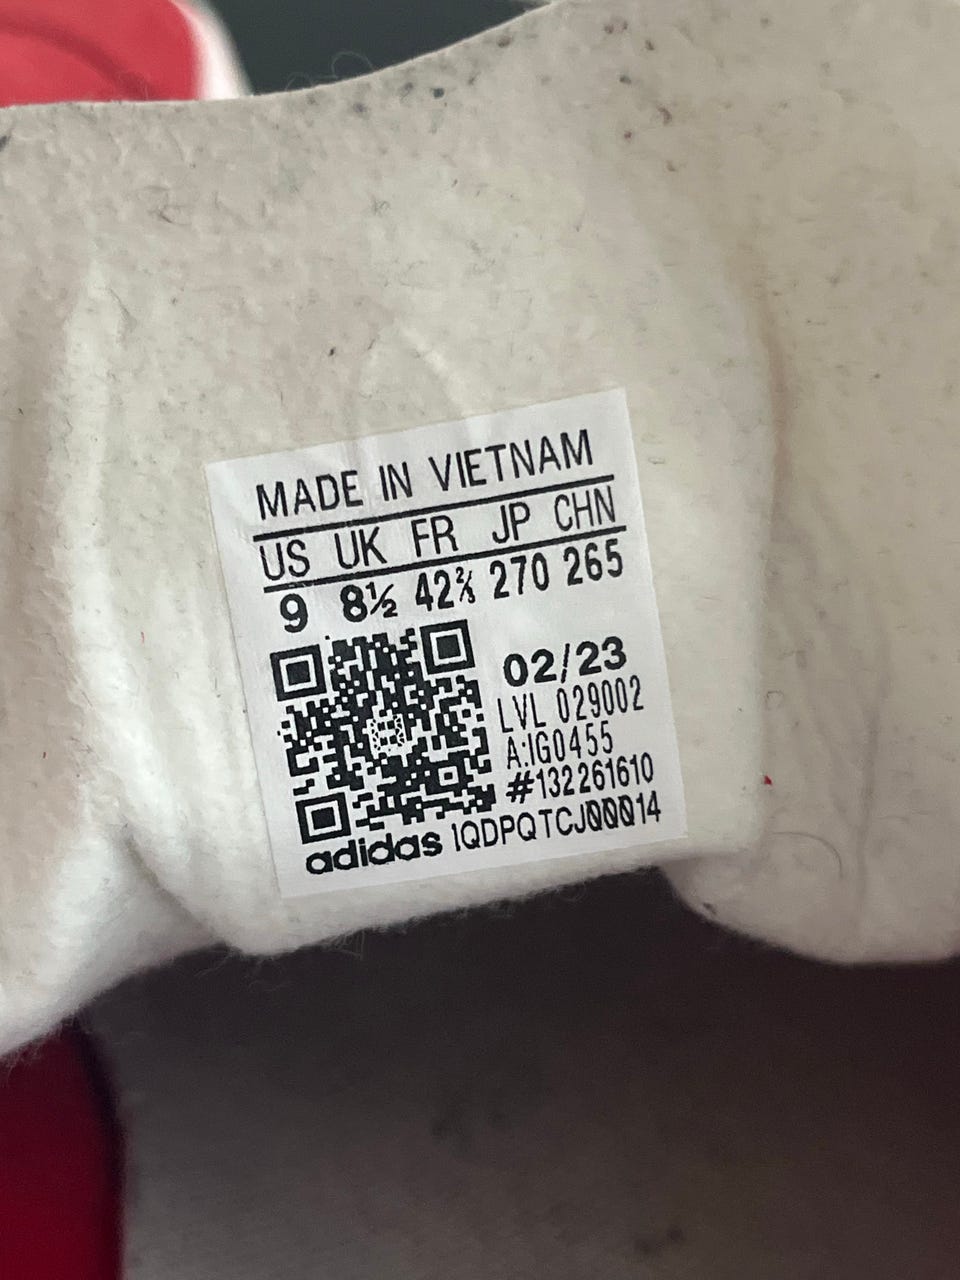 MADE IN VIETNAM
US UK FR JP CHN
9 8½ 42⅔ 270 265
02/23
LVL 029002
A:IG0455
#132261610
adidas 1QDPQTCJ00014